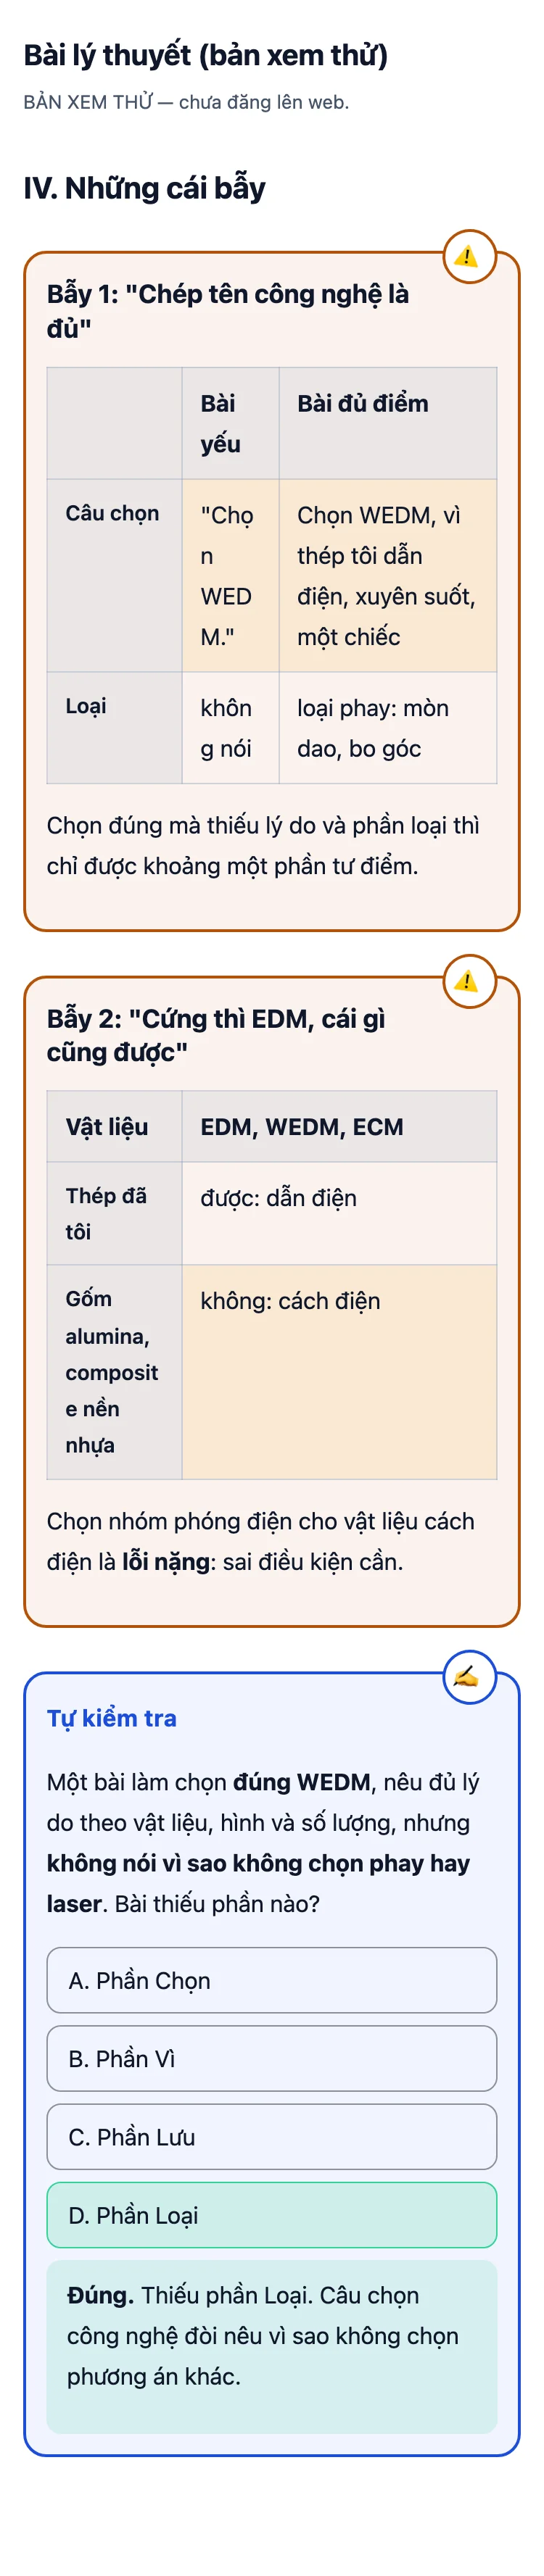 Bài lý thuyết (bản xem thử)
BẢN XEM THỬ — chưa đăng lên web.
IV. Những cái bẫy
Bẫy 1: "Chép tên công nghệ là
đủ"
Bài
yếu
Bài đủ điểm
Câu chọn
"Chọ
n
WED
M."
Chọn WEDM, vì
thép tôi dẫn
điện, xuyên suốt,
một chiếc
Loại
khôn
g nói
loại phay: mòn
dao, bo góc
Chọn đúng mà thiếu lý do và phần loại thì
chỉ được khoảng một phần tư điểm.
Bẫy 2: "Cứng thì EDM, cái gì
cũng được"
Vật liệu
EDM, WEDM, ECM
Thép đã
tôi
được: dẫn điện
Gốm
alumina,
composit
e nền
nhựa
không: cách điện
Chọn nhóm phóng điện cho vật liệu cách
điện là lỗi nặng: sai điều kiện cần.
Tự kiểm tra
Một bài làm chọn đúng WEDM, nêu đủ lý
do theo vật liệu, hình và số lượng, nhưng
không nói vì sao không chọn phay hay
laser. Bài thiếu phần nào?
A. Phần Chọn
B. Phần Vì
C. Phần Lưu
D. Phần Loại
Đúng. Thiếu phần Loại. Câu chọn
công nghệ đòi nêu vì sao không chọn
phương án khác.